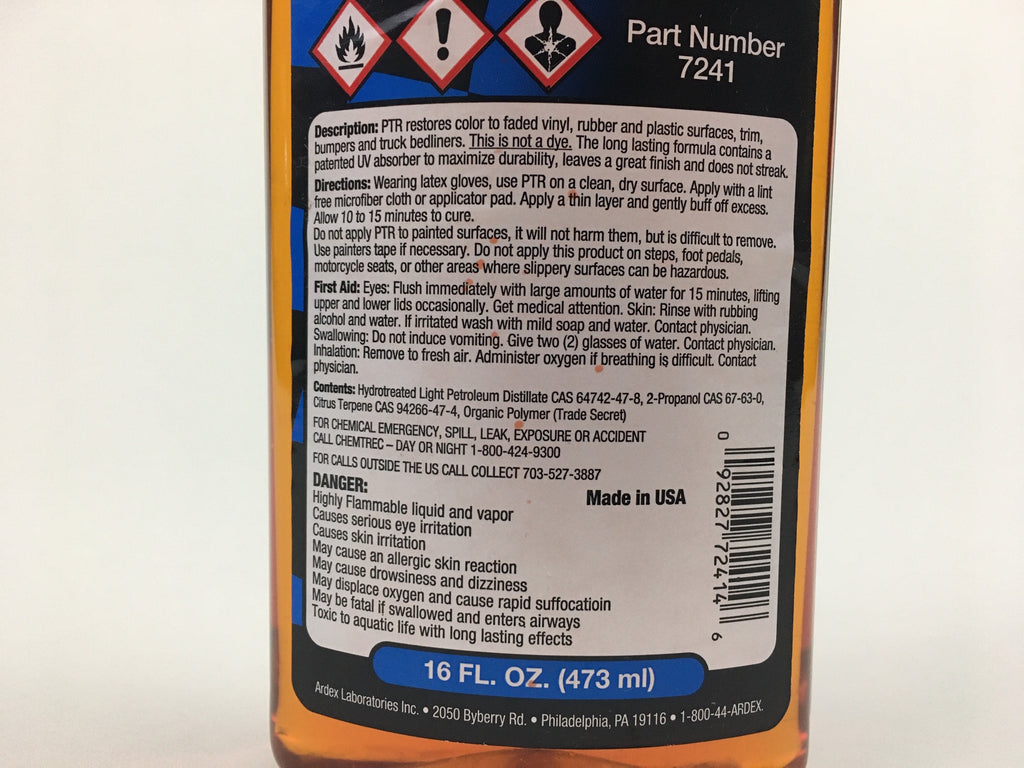 Part Number
7241
Description: PTR restores color to faded vinyl, rubber and plastic surfaces, trim,
bumpers and truck bedliners. This is not a dye. The long lasting formula contains a
patented UV absorber to maximize durability, leaves a great finish and does not streak.
Directions: Wearing latex gloves, use PTR on a clean, dry surface. Apply with a lint
free microfiber cloth or applicator pad. Apply a thin layer and gently buff off excess.
Allow 10 to 15 minutes to cure.
Do not apply PTR to painted surfaces, it will not harm them, but is difficult to remove.
Use painters tape if necessary. Do not apply this product on steps, foot pedals,
motorcycle seats, or other areas where slippery surfaces can be hazardous.
First Aid: Eyes: Flush immediately with large amounts of water for 15 minutes, lifting
upper and lower lids occasionally. Get medical attention. Skin: Rinse with rubbing
alcohol and water. If irritated wash with mild soap and water. Contact physician.
Swallowing: Do not induce vomiting. Give two (2) glasses of water. Contact physician.
Inhalation: Remove to fresh air. Administer oxygen if breathing is difficult. Contact
physician.
Contents: Hydrotreated Light Petroleum Distillate CAS 64742-47-8, 2-Propanol CAS 67-63-0,
Citrus Terpene CAS 94266-47-4, Organic Polymer (Trade Secret)
FOR CHEMICAL EMERGENCY, SPILL, LEAK, EXPOSURE OR ACCIDENT
CALL CHEMTREC – DAY OR NIGHT 1-800-424-9300
FOR CALLS OUTSIDE THE US CALL COLLECT 703-527-3887
DANGER:
Highly Flammable liquid and vapor
Causes serious eye irritation
Causes skin irritation
May cause an allergic skin reaction
May cause drowsiness and dizziness
May displace oxygen and cause rapid suffocatioin
May be fatal if swallowed and enters airways
Toxic to aquatic life with long lasting effects
Made in USA
0 92827 72414 6
16 FL. OZ. (473 ml)
Ardex Laboratories Inc. • 2050 Byberry Rd. • Philadelphia, PA 19116 • 1-800-44-ARDEX.